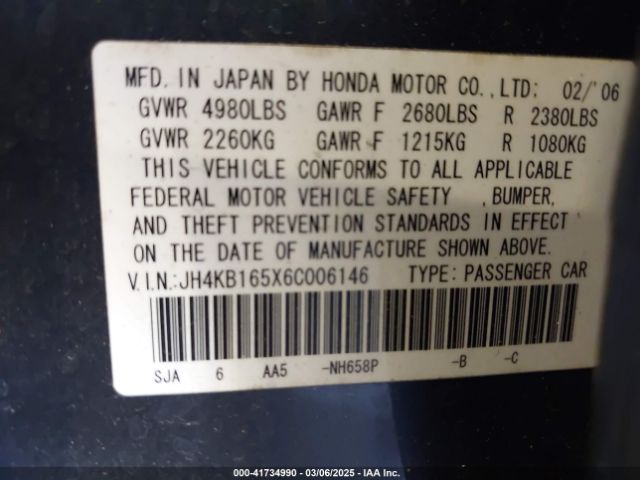 MFD. IN JAPAN BY HONDA MOTOR CO., LTD: 02/'06
GVWR 4980LBS GAWR F 2680LBS R 2380LBS
GVWR 2260KG GAWR F 1215KG R 1080KG
THIS VEHICLE CONFORMS TO ALL APPLICABLE
FEDERAL MOTOR VEHICLE SAFETY , BUMPER,
AND THEFT PREVENTION STANDARDS IN EFFECT
ON THE DATE OF MANUFACTURE SHOWN ABOVE.
V.I.N.:JH4KB165X6C006146 TYPE: PASSENGER CAR
SJA 6 AA5 -NH658P -B -C
000-41734990 - 03/06/2025 - IAA Inc.